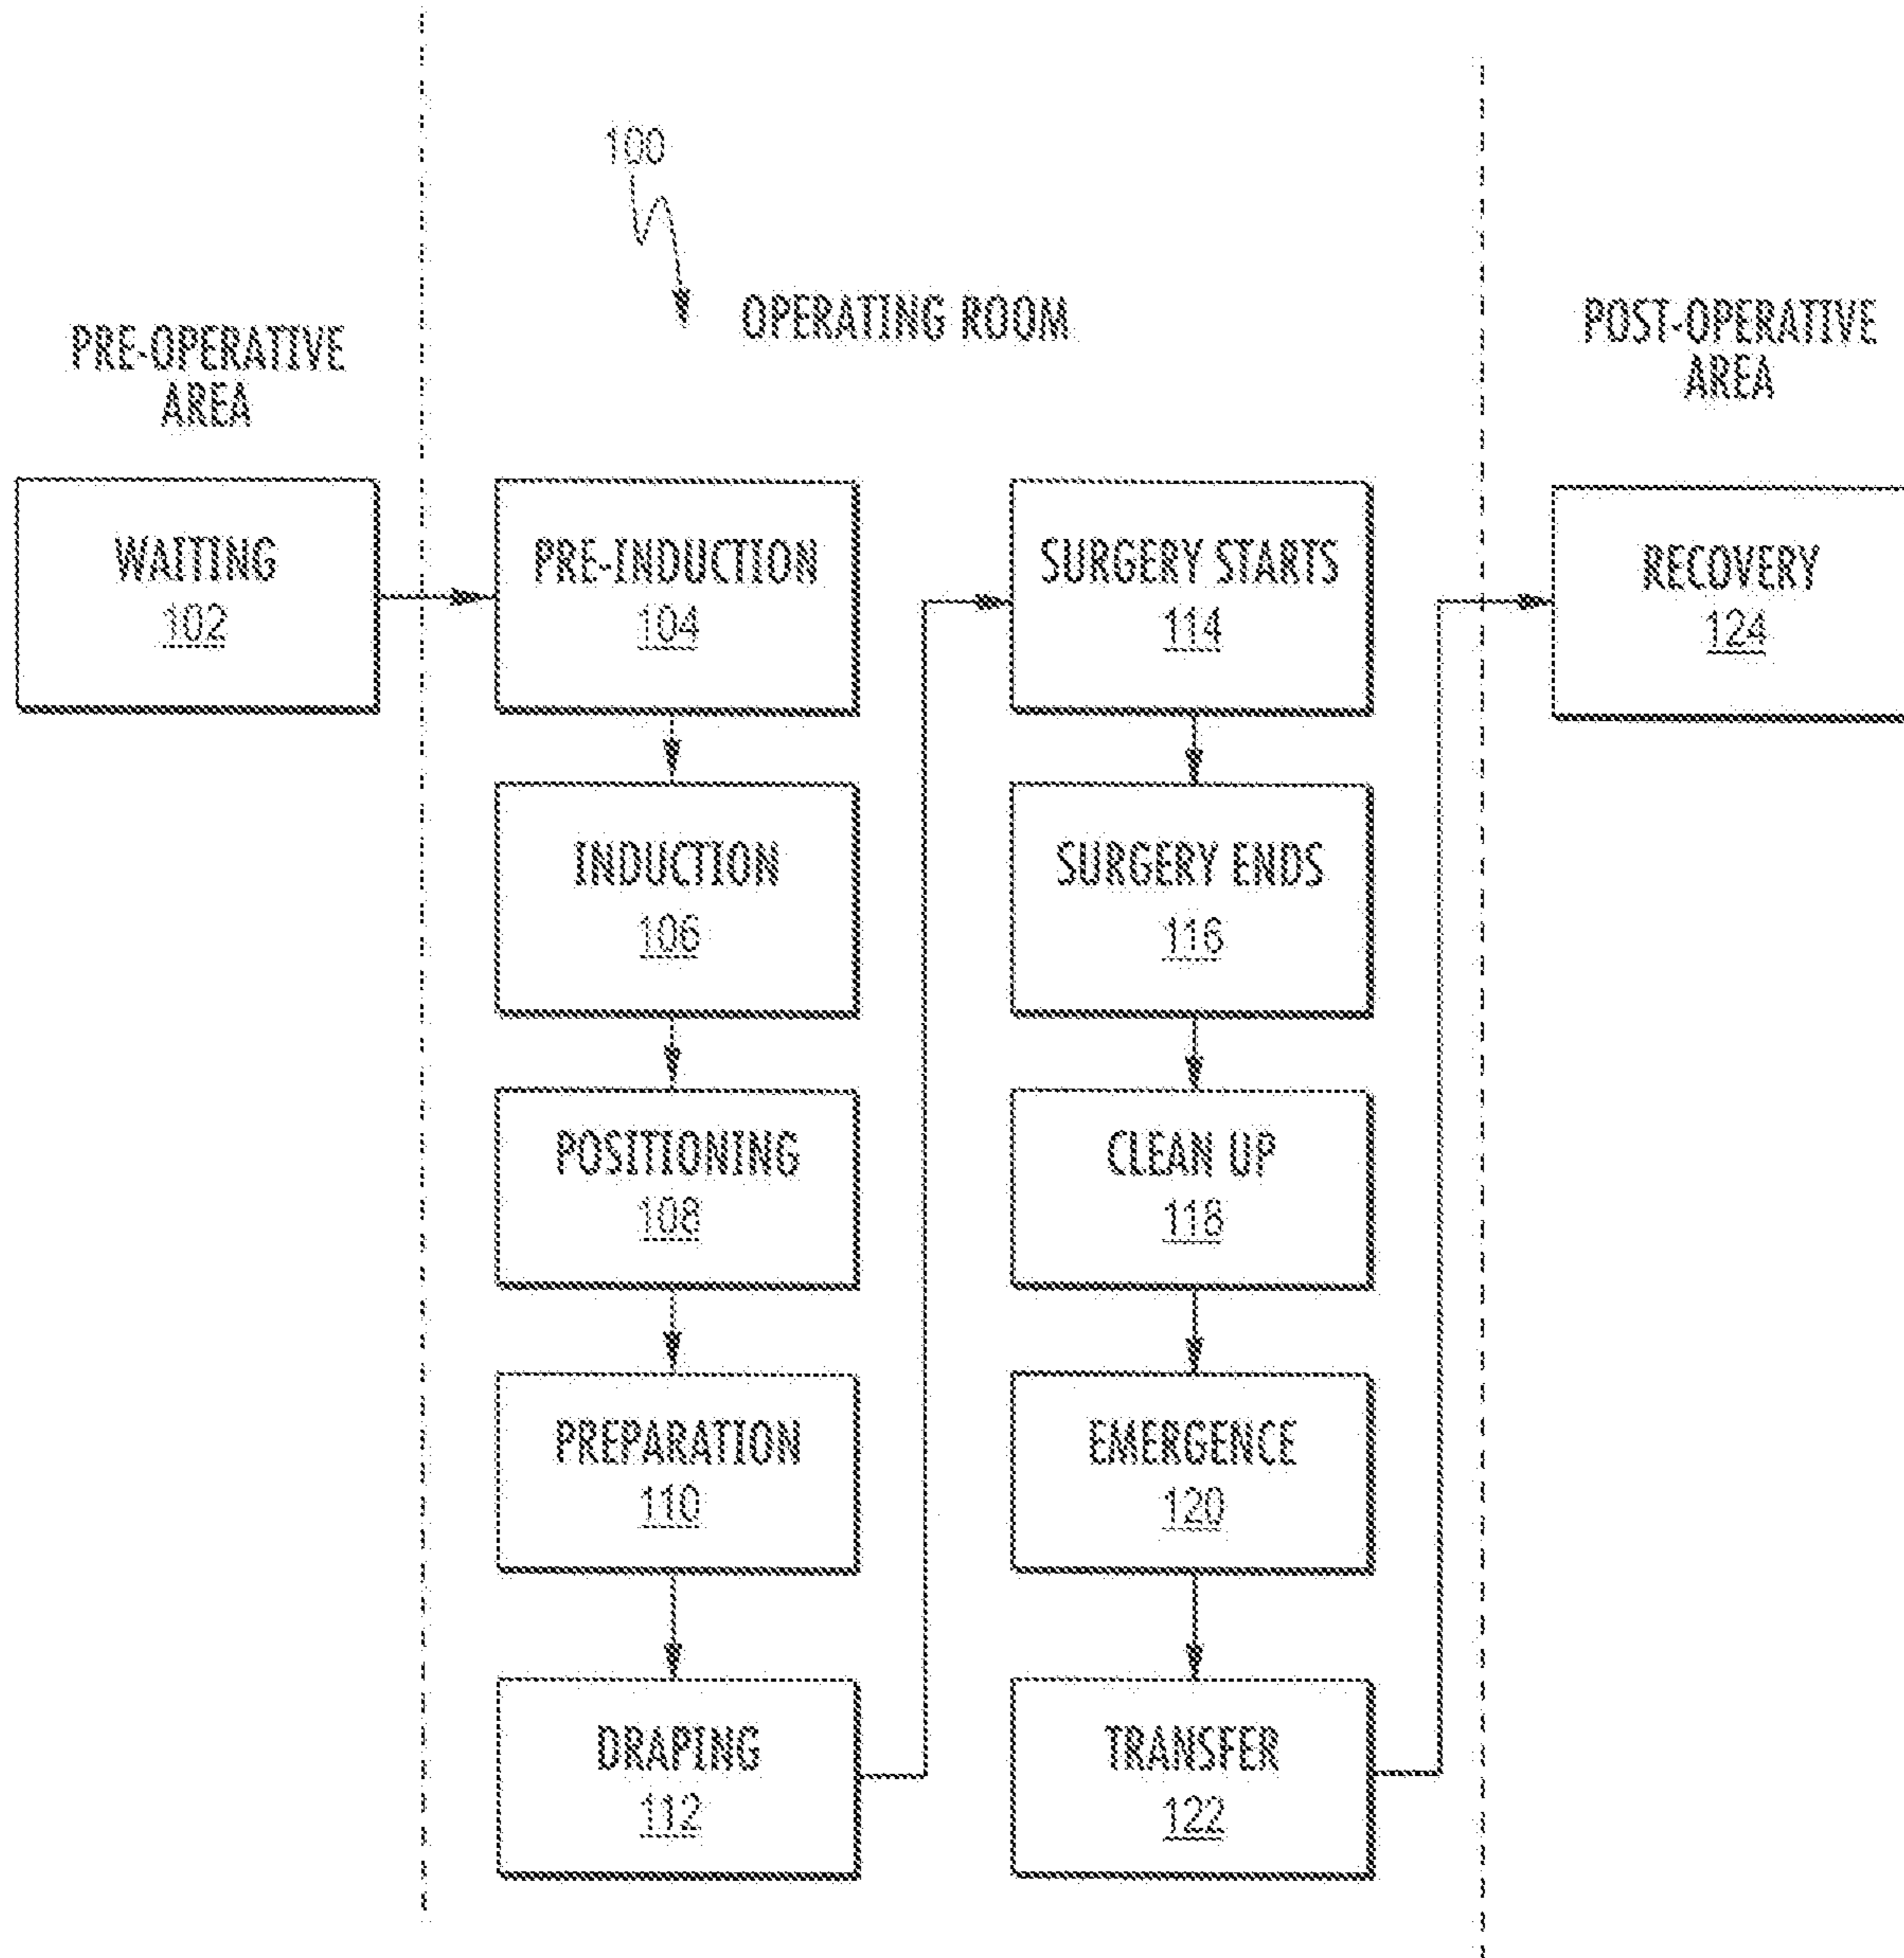 100
PRE-OPERATIVE
AREA
OPERATING ROOM
POST-OPERATIVE
AREA
WAITING
102
PRE-INDUCTION
104
INDUCTION
106
POSITIONING
108
PREPARATION
110
DRAPING
112
SURGERY STARTS
114
SURGERY ENDS
116
CLEAN UP
118
EMERGENCE
120
TRANSFER
122
RECOVERY
124